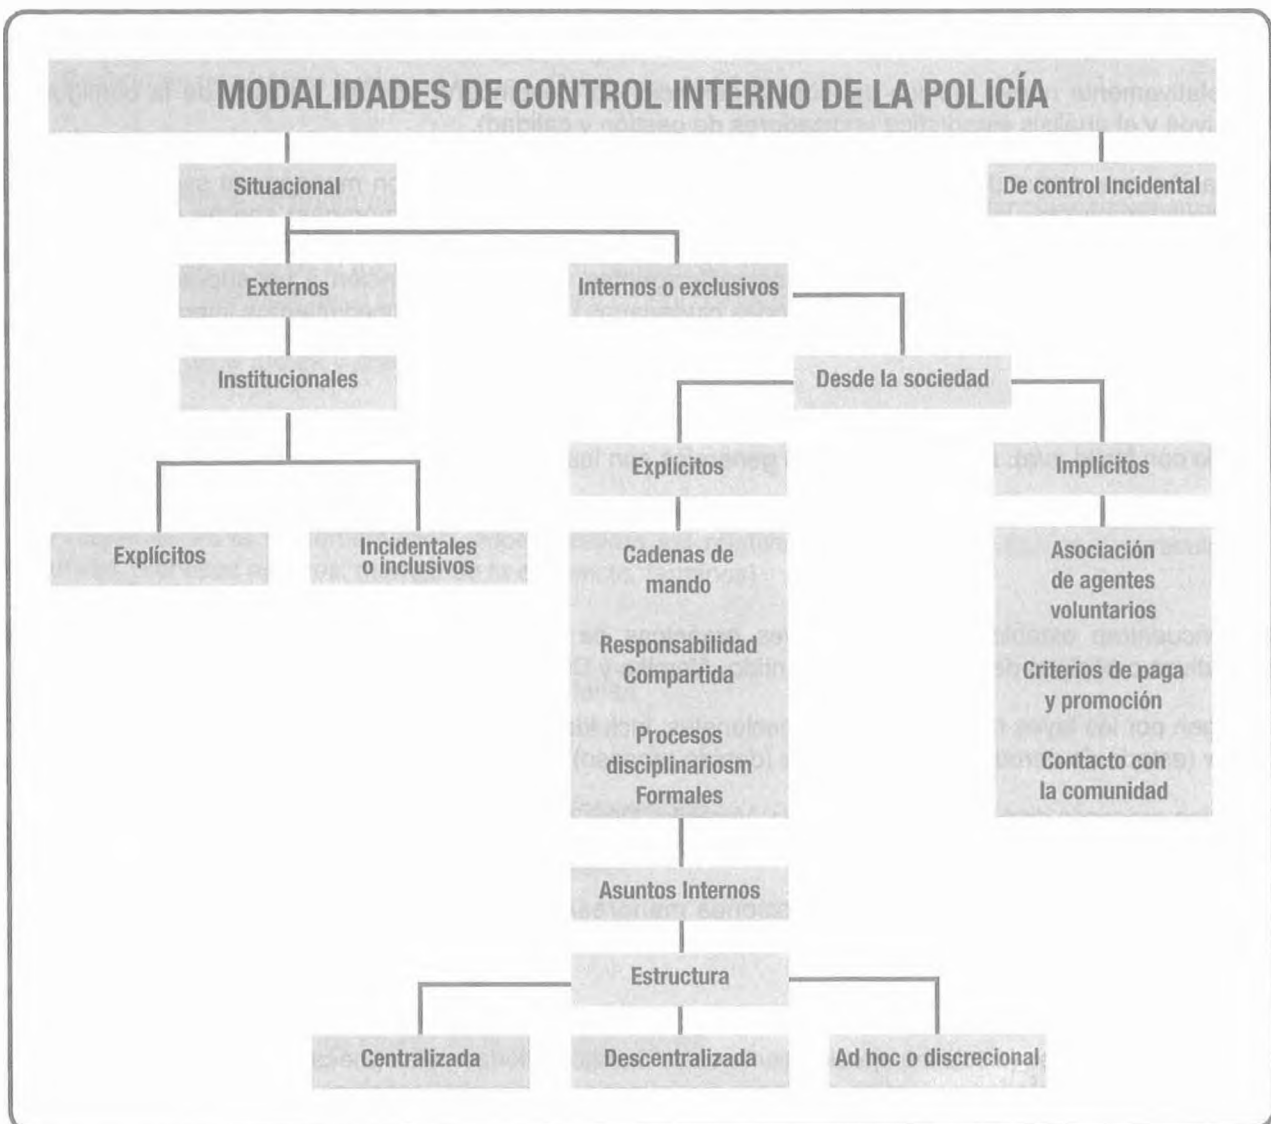 MODALIDADES DE CONTROL INTERNO DE LA POLICÍA
Situacional
De control Incidental
Externos
Internos o exclusivos
Institucionales
Desde la sociedad
Explícitos
Implícitos
Explícitos
Incidentales
o inclusivos
Cadenas de
mando
Responsabilidad
Compartida
Procesos
disciplinariosm
Formales
Asociación
de agentes
voluntarios
Criterios de paga
y promoción
Contacto con
la comunidad
Asuntos Internos
Estructura
Centralizada
Descentralizada
Ad hoc o discrecional